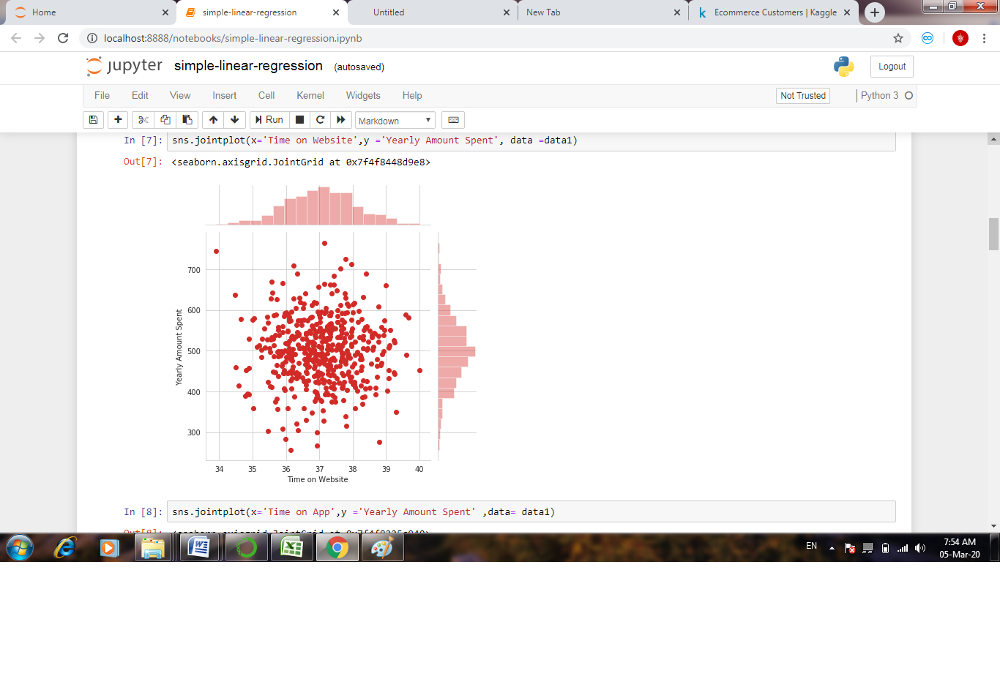 Home
simple-linear-regression
Untitled
New Tab
Ecommerce Customers | Kaggle
localhost:8888/notebooks/simple-linear-regression.ipynb
jupyter simple-linear-regression (autosaved)
Logout
File Edit View Insert Cell Kernel Widgets Help
Not Trusted
Python 3
Run
Markdown
In [7]: sns.jointplot(x='Time on Website',y ='Yearly Amount Spent', data =data1)
Out[7]: <seaborn.axisgrid.JointGrid at 0x7f4f8448d9e8>
700
600
500
400
300
Yearly Amount Spent
34 35 36 37 38 39 40
Time on Website
In [8]: sns.jointplot(x='Time on App',y ='Yearly Amount Spent' ,data= data1)
EN
7:54 AM
05-Mar-20